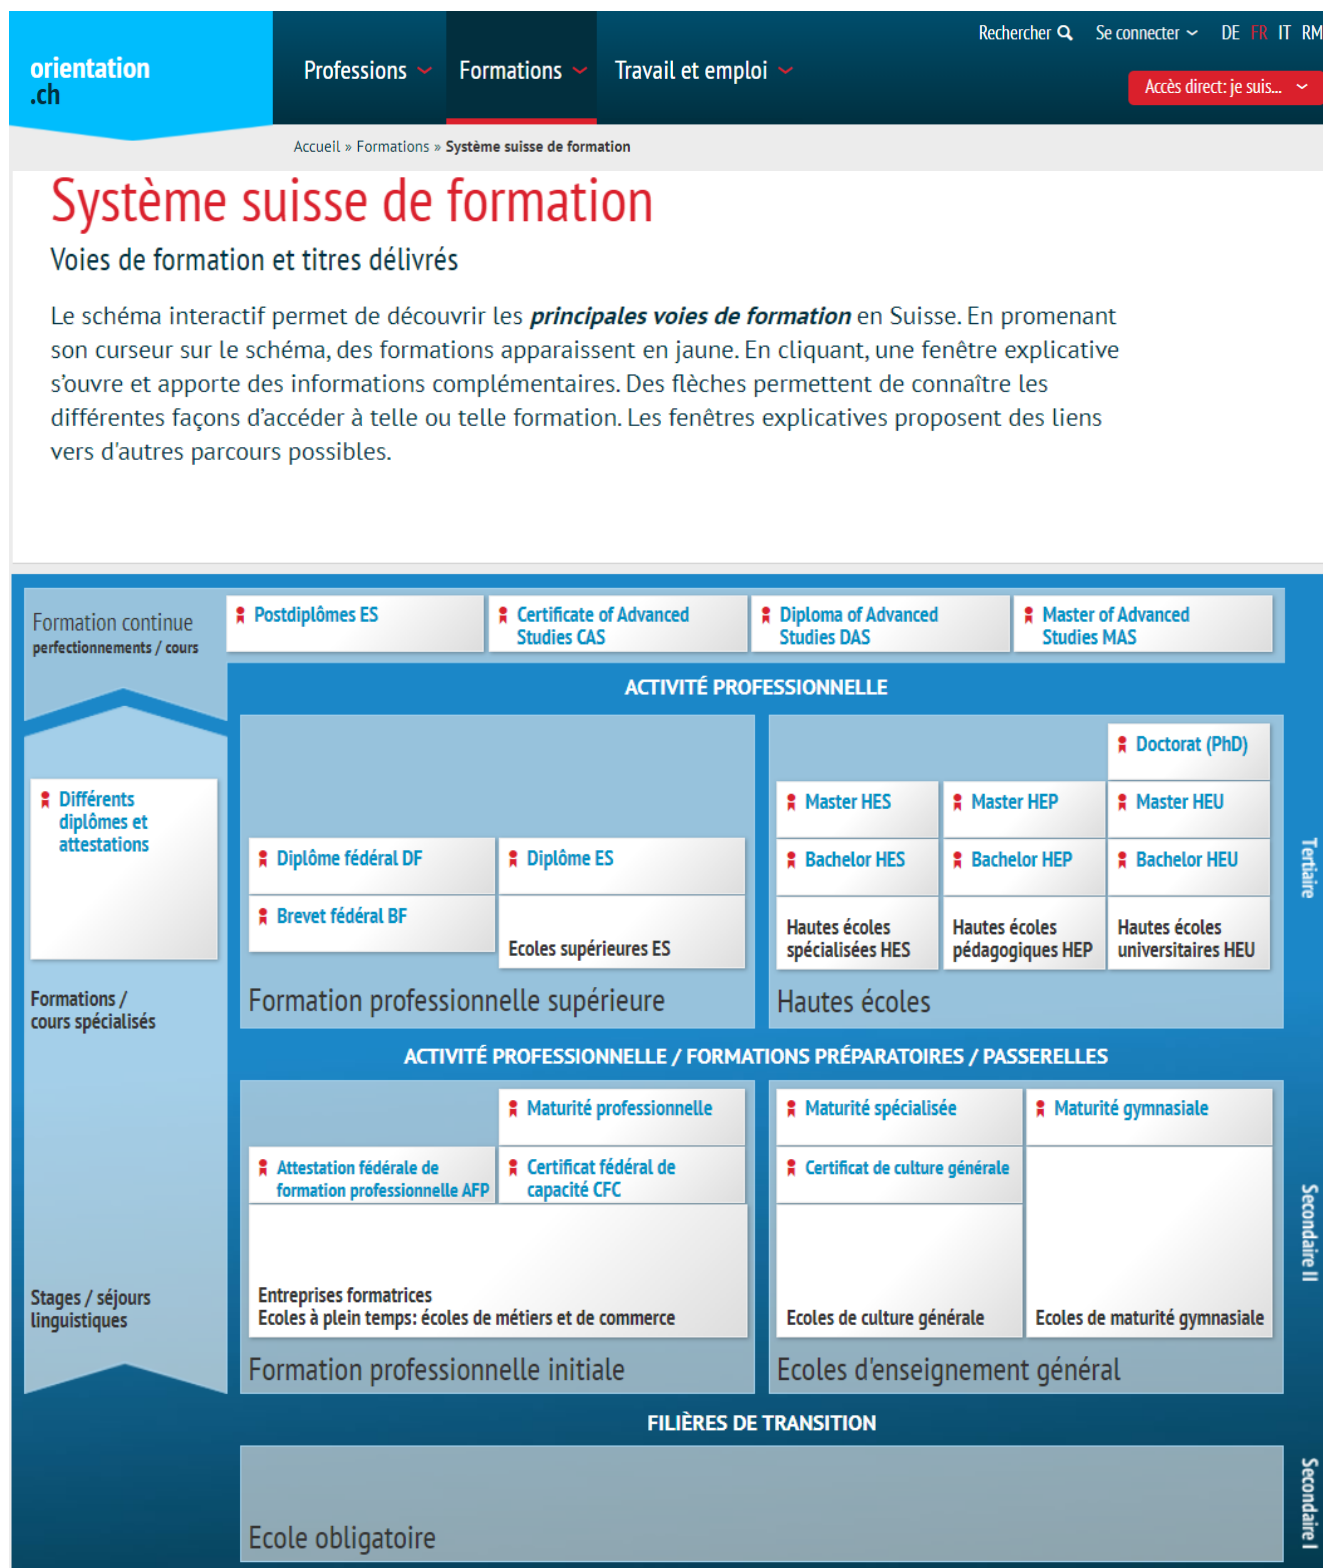 Rechercher Se connecter DE FR IT RM
orientation
.ch
Professions Formations Travail et emploi
Accès direct: je suis...
Accueil » Formations » Système suisse de formation
Système suisse de formation
Voies de formation et titres délivrés
Le schéma interactif permet de découvrir les principales voies de formation en Suisse. En promenant
son curseur sur le schéma, des formations apparaissent en jaune. En cliquant, une fenêtre explicative
s’ouvre et apporte des informations complémentaires. Des flèches permettent de connaître les
différentes façons d’accéder à telle ou telle formation. Les fenêtres explicatives proposent des liens
vers d'autres parcours possibles.
Formation continue
perfectionnements / cours
Postdiplômes ES
Certificate of Advanced
Studies CAS
Diploma of Advanced
Studies DAS
Master of Advanced
Studies MAS
ACTIVITÉ PROFESSIONNELLE
Différents
diplômes et
attestations
Formations /
cours spécialisés
Stages / séjours
linguistiques
Diplôme fédéral DF
Brevet fédéral BF
Diplôme ES
Ecoles supérieures ES
Formation professionnelle supérieure
Doctorat (PhD)
Master HES
Master HEP
Master HEU
Bachelor HES
Bachelor HEP
Bachelor HEU
Hautes écoles
spécialisées HES
Hautes écoles
pédagogiques HEP
Hautes écoles
universitaires HEU
Hautes écoles
Tertiaire
ACTIVITÉ PROFESSIONNELLE / FORMATIONS PRÉPARATOIRES / PASSERELLES
Maturité professionnelle
Attestation fédérale de
formation professionnelle AFP
Certificat fédéral de
capacité CFC
Entreprises formatrices
Ecoles à plein temps: écoles de métiers et de commerce
Formation professionnelle initiale
Maturité spécialisée
Maturité gymnasiale
Certificat de culture générale
Ecoles de culture générale
Ecoles de maturité gymnasiale
Ecoles d'enseignement général
Secondaire II
FILIÈRES DE TRANSITION
Ecole obligatoire
Secondaire I